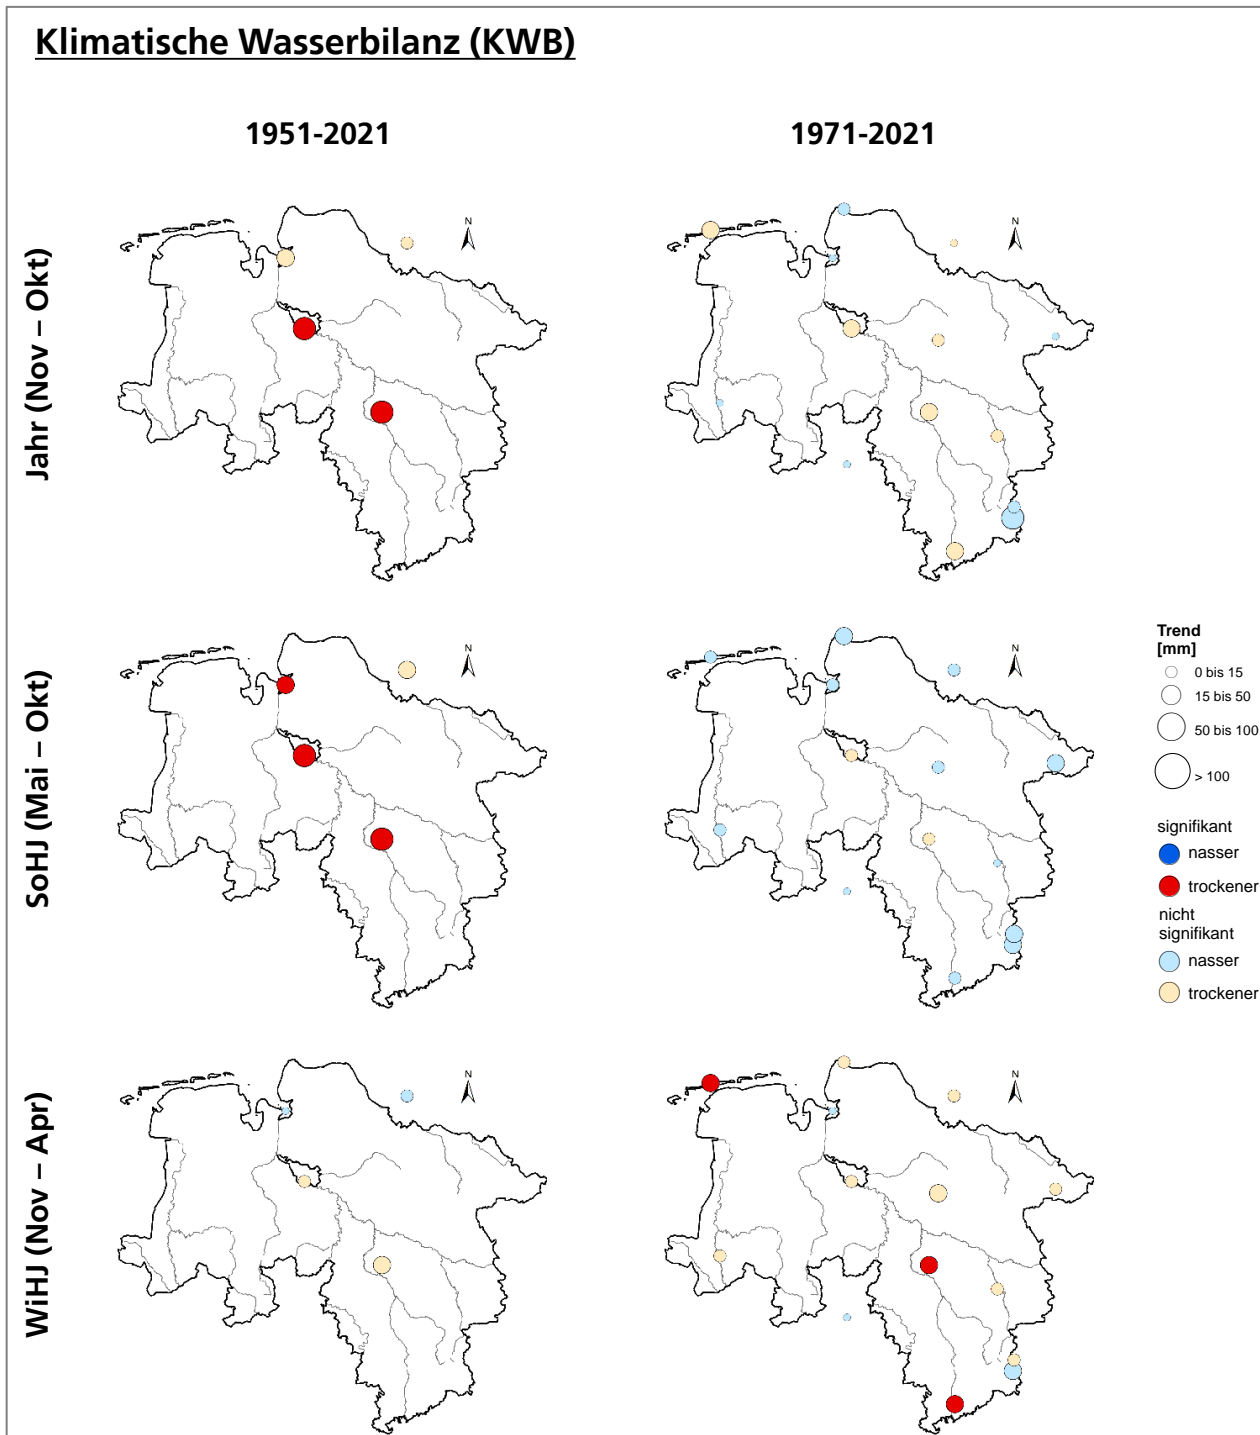 Klimatische Wasserbilanz (KWB)
1951-2021
1971-2021
Jahr (Nov – Okt)
N
N
SoHJ (Mai – Okt)
N
N
Trend
[mm]
0 bis 15
15 bis 50
50 bis 100
> 100
signifikant
nasser
trockener
nicht
signifikant
nasser
trockener
WiHJ (Nov – Apr)
N
N